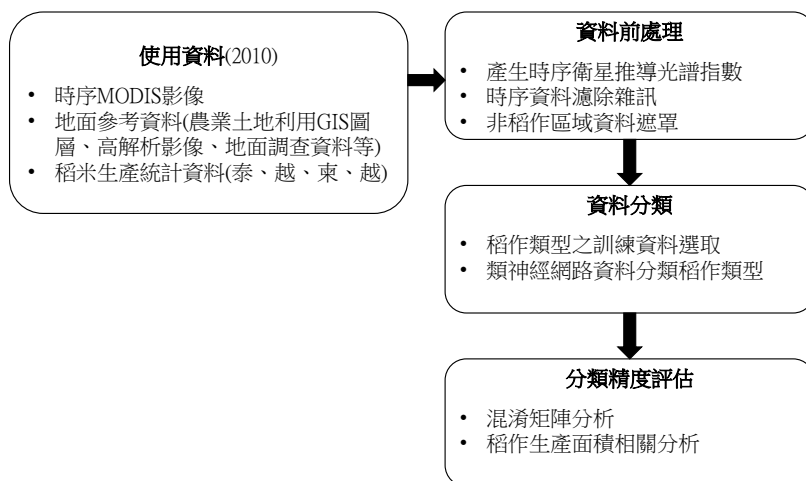 使用資料(2010)
• 時序MODIS影像
• 地面參考資料(農業土地利用GIS圖
層、高解析影像、地面調查資料等)
• 稻米生產統計資料(泰、越、柬、越)
資料前處理
• 產生時序衛星推導光譜指數
• 時序資料濾除雜訊
• 非稻作區域資料遮罩
資料分類
• 稻作類型之訓練資料選取
• 類神經網路資料分類稻作類型
分類精度評估
• 混淆矩陣分析
• 稻作生產面積相關分析